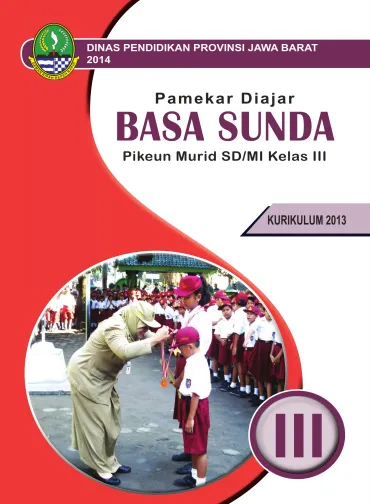 DINAS PENDIDIKAN PROVINSI JAWA BARAT
2014
Pamekar Diajar
BASA SUNDA
Pikeun Murid SD/MI Kelas III
KURIKULUM 2013
III